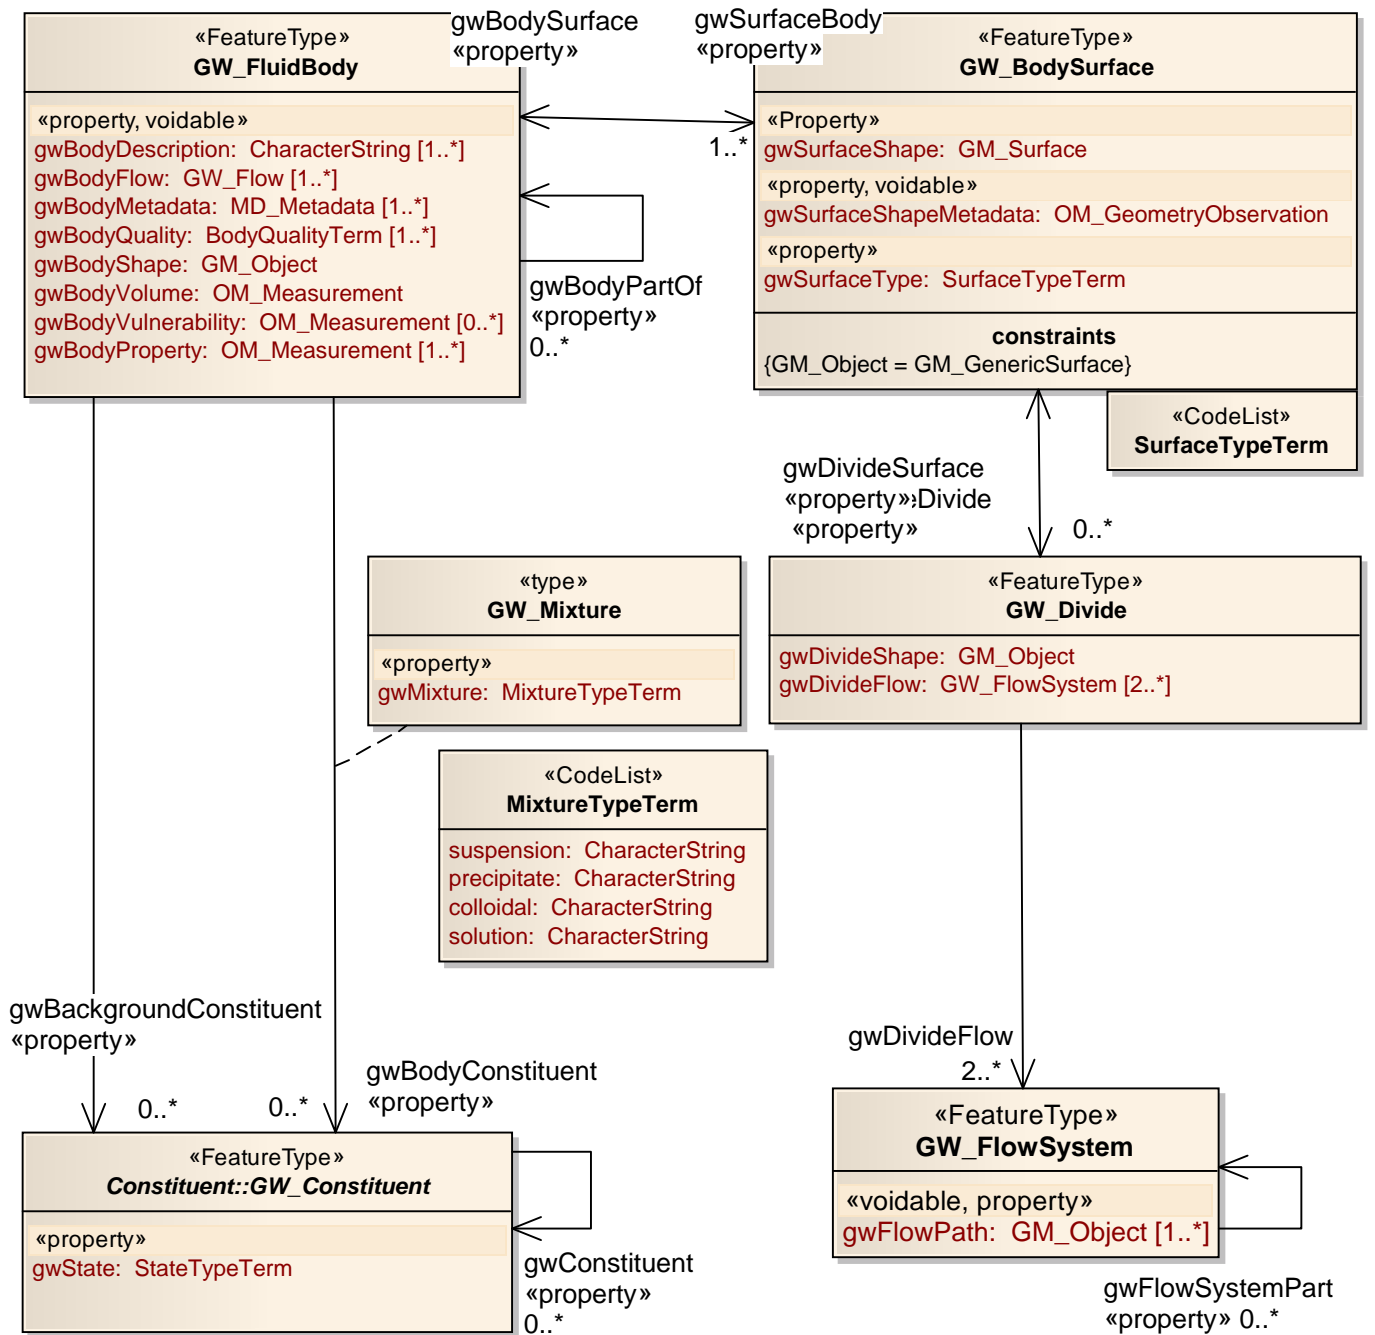 gwBodySurface
«property»
gwSurfaceBody
«property»
«FeatureType»
GW_FluidBody
«property, voidable»
gwBodyDescription: CharacterString [1..*]
gwBodyFlow: GW_Flow [1..*]
gwBodyMetadata: MD_Metadata [1..*]
gwBodyQuality: BodyQualityTerm [1..*]
gwBodyShape: GM_Object
gwBodyVolume: OM_Measurement
gwBodyVulnerability: OM_Measurement [0..*]
gwBodyProperty: OM_Measurement [1..*]
1..*
gwBodyPartOf
«property»
0..*
«FeatureType»
GW_BodySurface
«Property»
gwSurfaceShape: GM_Surface
«property, voidable»
gwSurfaceShapeMetadata: OM_GeometryObservation
«property»
gwSurfaceType: SurfaceTypeTerm
constraints
{GM_Object = GM_GenericSurface}
«CodeList»
SurfaceTypeTerm
gwDivideSurface
«property» Divide
«property»
0..*
«type»
GW_Mixture
«property»
gwMixture: MixtureTypeTerm
«FeatureType»
GW_Divide
gwDivideShape: GM_Object
gwDivideFlow: GW_FlowSystem [2..*]
«CodeList»
MixtureTypeTerm
suspension: CharacterString
precipitate: CharacterString
colloidal: CharacterString
solution: CharacterString
gwBackgroundConstituent
«property»
0..*
gwBodyConstituent
«property»
0..*
gwDivideFlow
2..*
«FeatureType»
Constituent::GW_Constituent
«property»
gwState: StateTypeTerm
gwConstituent
«property»
0..*
«FeatureType»
GW_FlowSystem
«voidable, property»
gwFlowPath: GM_Object [1..*]
gwFlowSystemPart
«property» 0..*